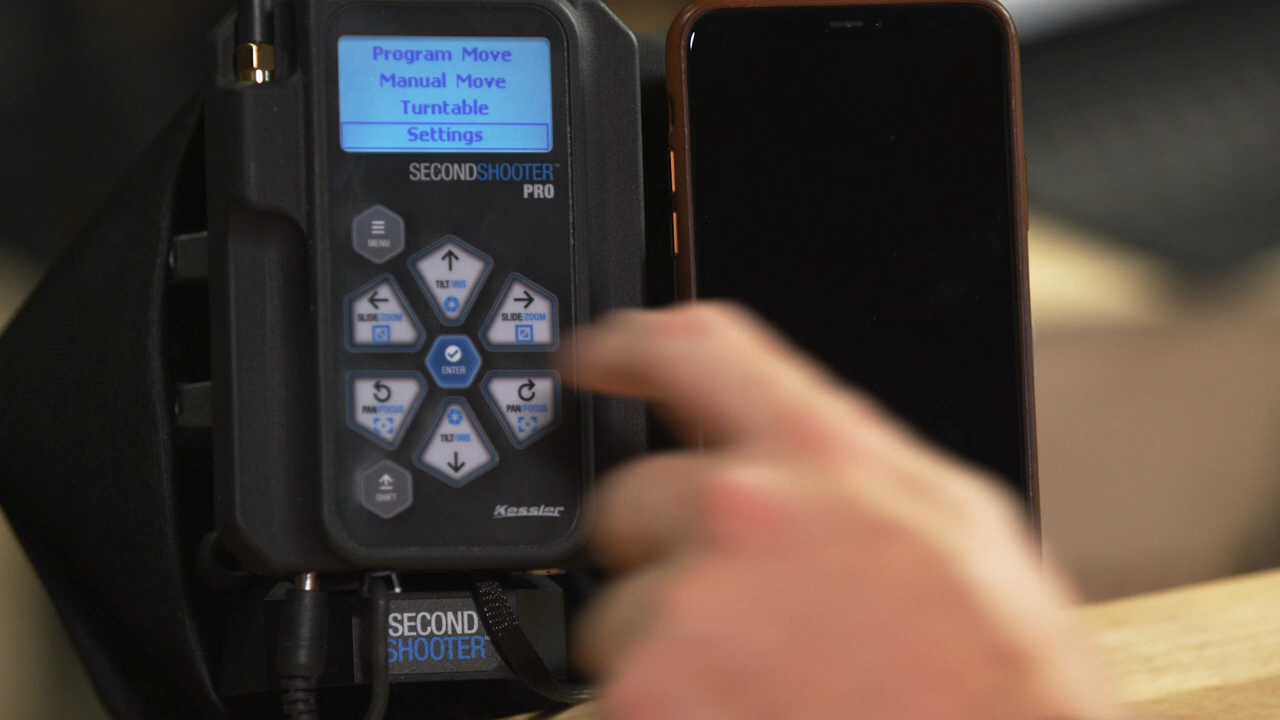 Program Move
Manual Move
Turntable
Settings
SECONDSHOOTER™
PRO
MENU
TILT/IRIS
SLIDE/ZOOM
SLIDE/ZOOM
ENTER
PAN/FOCUS
PAN/FOCUS
TILT/IRIS
SHIFT
Kessler
SECOND
SHOOTER™